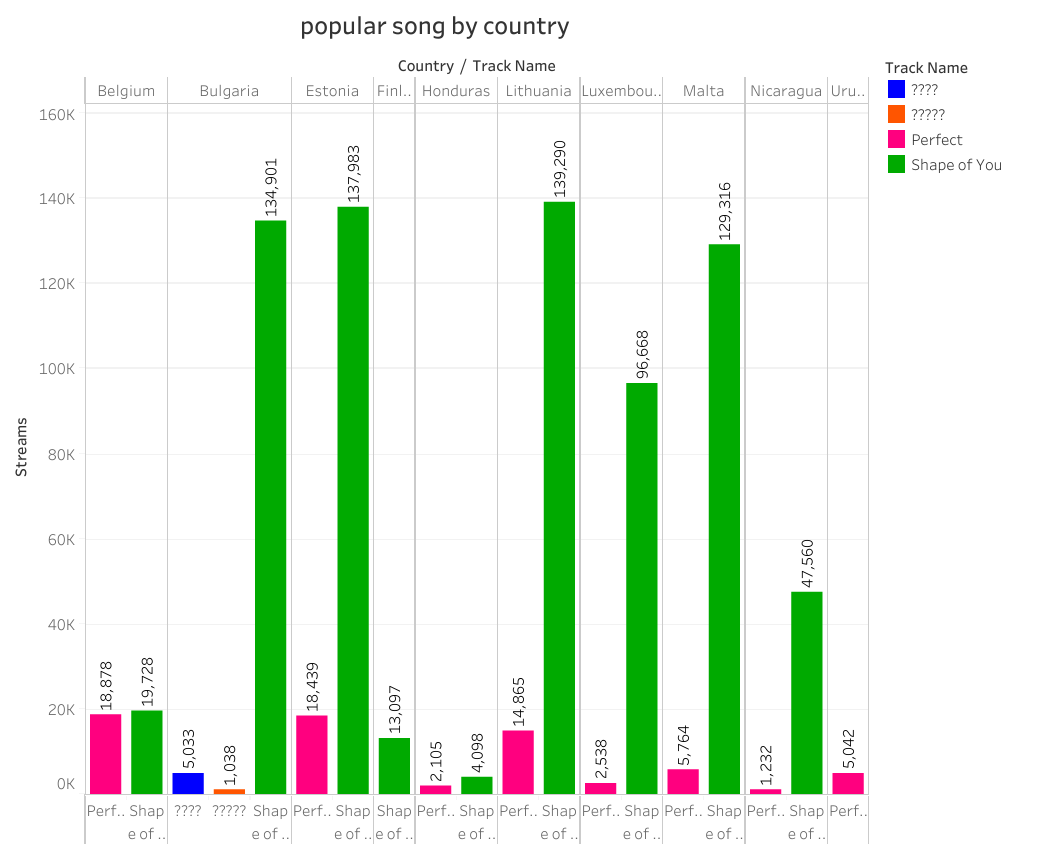 popular song by country
Country / Track Name
Belgium Bulgaria Estonia Finl.. Honduras Lithuania Luxembou.. Malta Nicaragua Uru..
Track Name
????
?????
Perfect
Shape of You
Streams
160K
140K
120K
100K
80K
60K
40K
20K
0K
18,878 19,728 5,033 1,038 134,901 18,439 137,983 13,097 2,105 4,098 14,865 139,290 2,538 96,668 5,764 129,316 1,232 47,560 5,042
Perf.. Shap ???? ????? Shap Perf.. Shap Shap Perf.. Shap Perf.. Shap Perf.. Shap Perf.. Shap Perf.. Shap Perf..
e of .. e of .. e of .. e of .. e of .. e of .. e of .. e of .. e of ..